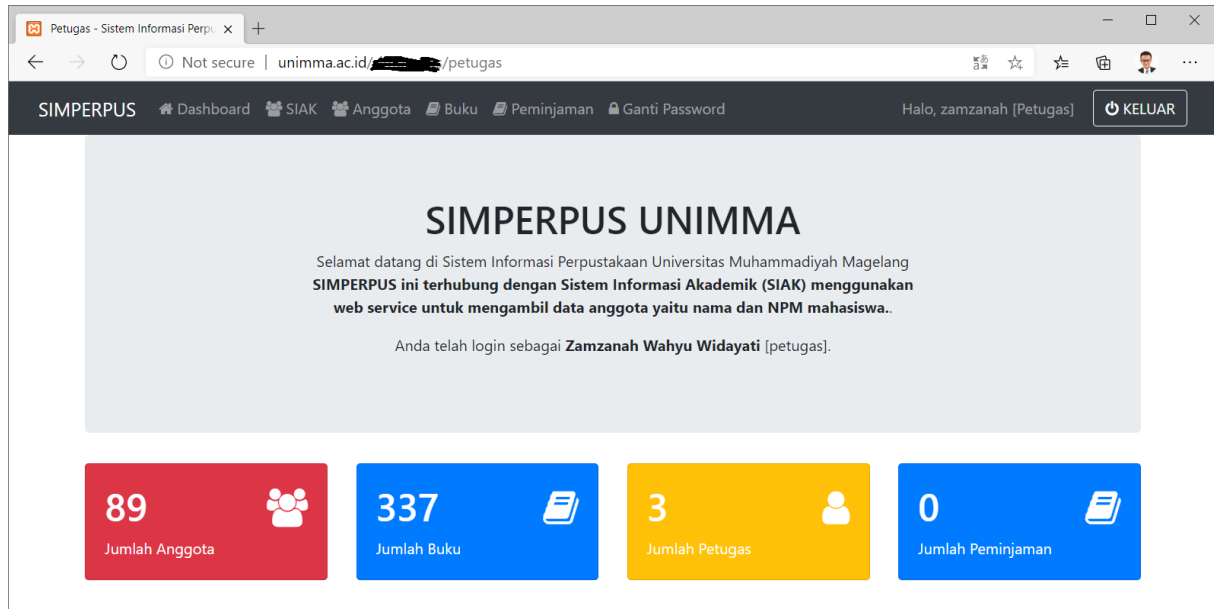 Petugas - Sistem Informasi Perpu
Not secure | unimma.ac.id/ /petugas
SIMPERPUS Dashboard SIAK Anggota Buku Peminjaman Ganti Password Halo, zamzanah [Petugas] KELUAR
SIMPERPUS UNIMMA
Selamat datang di Sistem Informasi Perpustakaan Universitas Muhammadiyah Magelang
SIMPERPUS ini terhubung dengan Sistem Informasi Akademik (SIAK) menggunakan
web service untuk mengambil data anggota yaitu nama dan NPM mahasiswa..
Anda telah login sebagai Zamzanah Wahyu Widayati [petugas].
89
Jumlah Anggota
337
Jumlah Buku
3
Jumlah Petugas
0
Jumlah Peminjaman